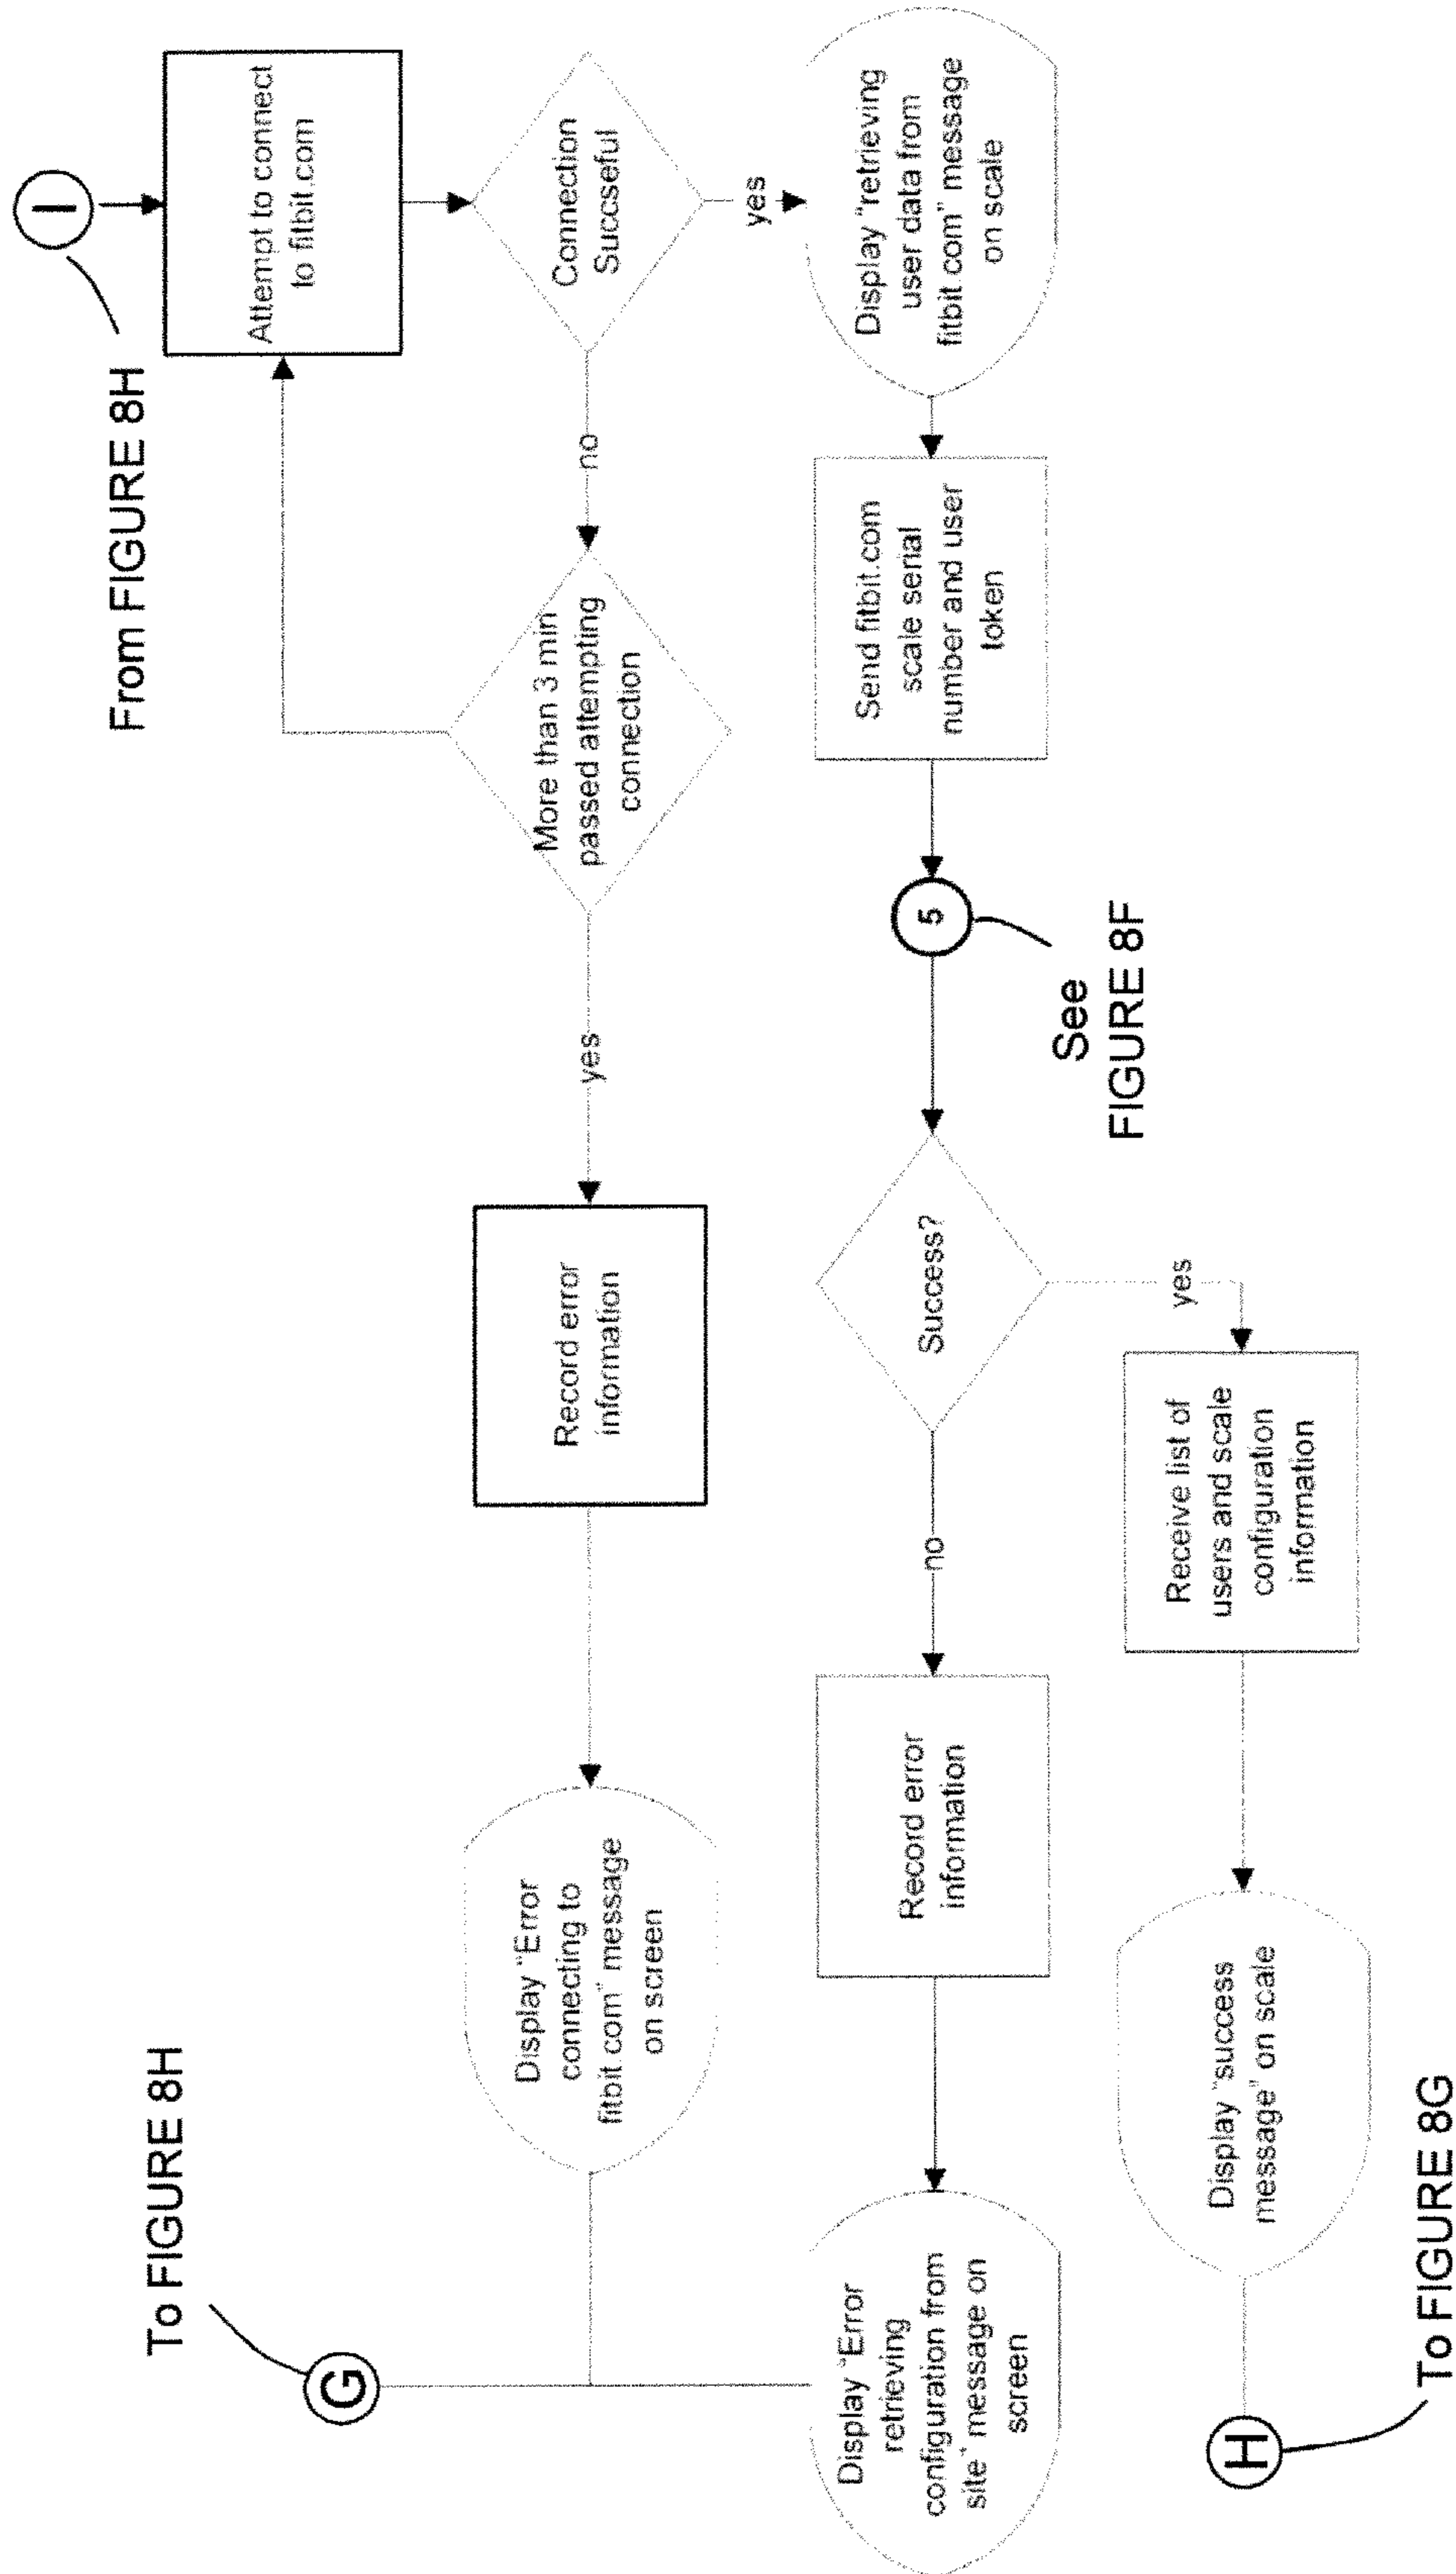 From FIGURE 8H
I
Attempt to connect
to fitbit.com
Connection
Succseful
no
yes
More than 3 min
passed attempting
connection
yes
Record error
information
Display "Error
connecting to
fitbit.com" message
on screen
To FIGURE 8H
G
Display "retrieving
user data from
fitbit.com" message
on scale
Send fitbit.com
scale serial
number and user
token
5
See
FIGURE 8F
Success?
no
yes
Record error
information
Display "Error
retrieving
configuration from
site" message on
screen
Receive list of
users and scale
configuration
information
Display "success
message" on scale
H
To FIGURE 8G